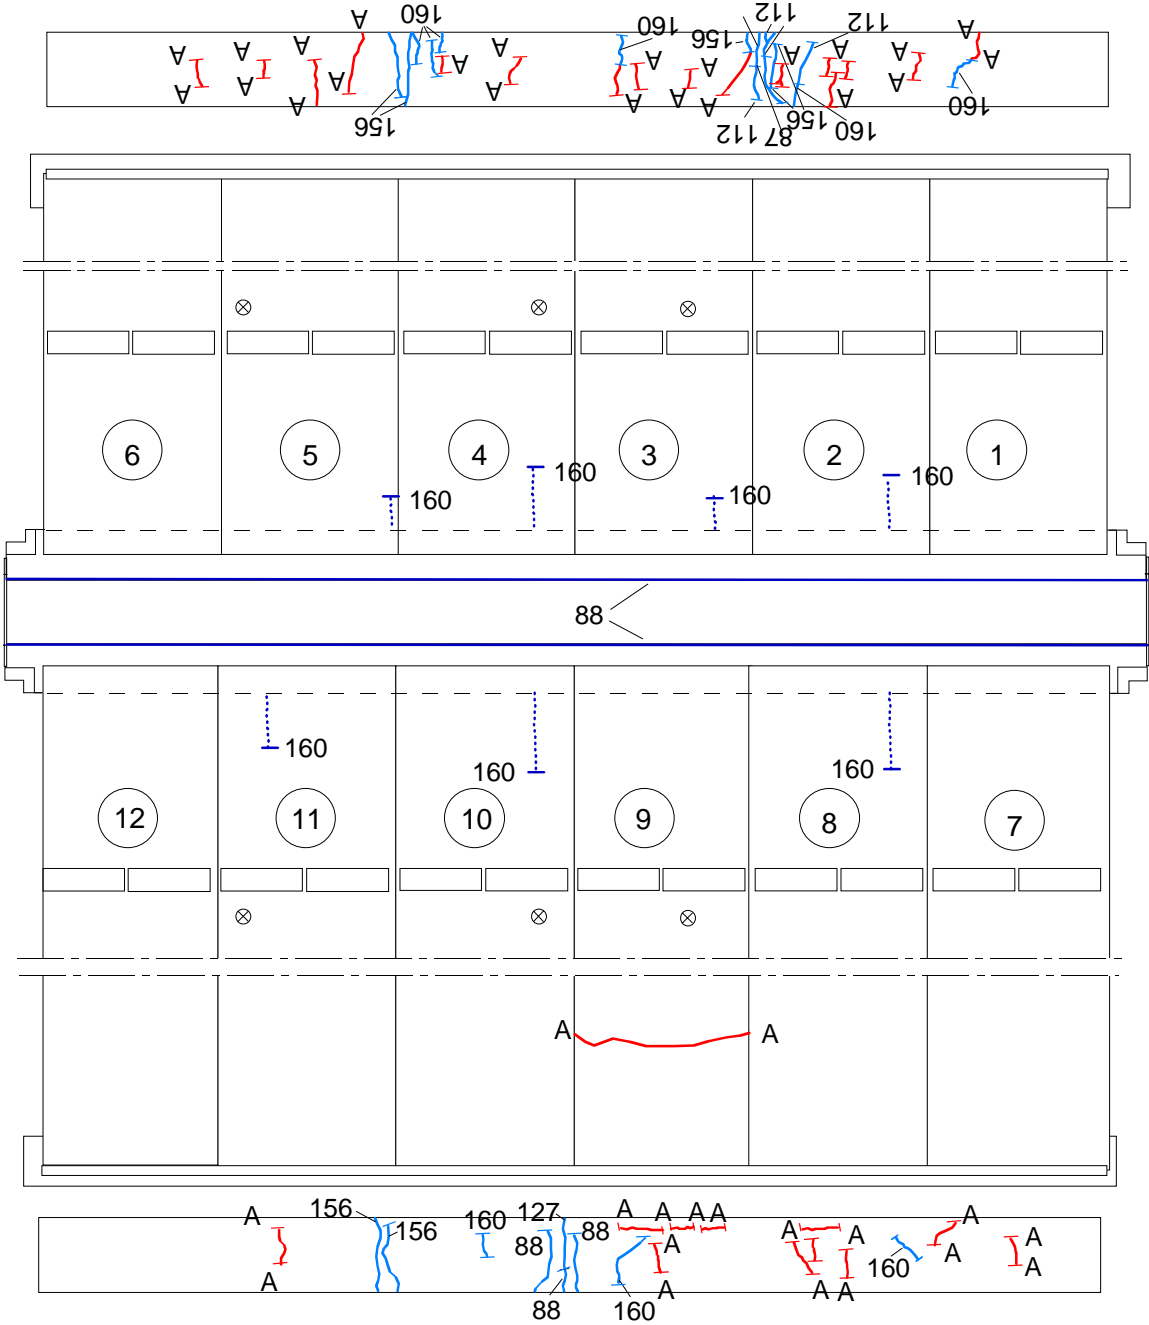 A 160 160 112 112 A
A A A A 156 A A A A
A A A A A A A A A
A A A A A A 160
156 112 87 156 160
6 5 4 3 2 1
160 160 160 160
88
160 160 160
12 11 10 9 8 7
A A
156 127 A A A A A
A 156 160 88 88 A A A A
A 160 A A
88 160 A A A